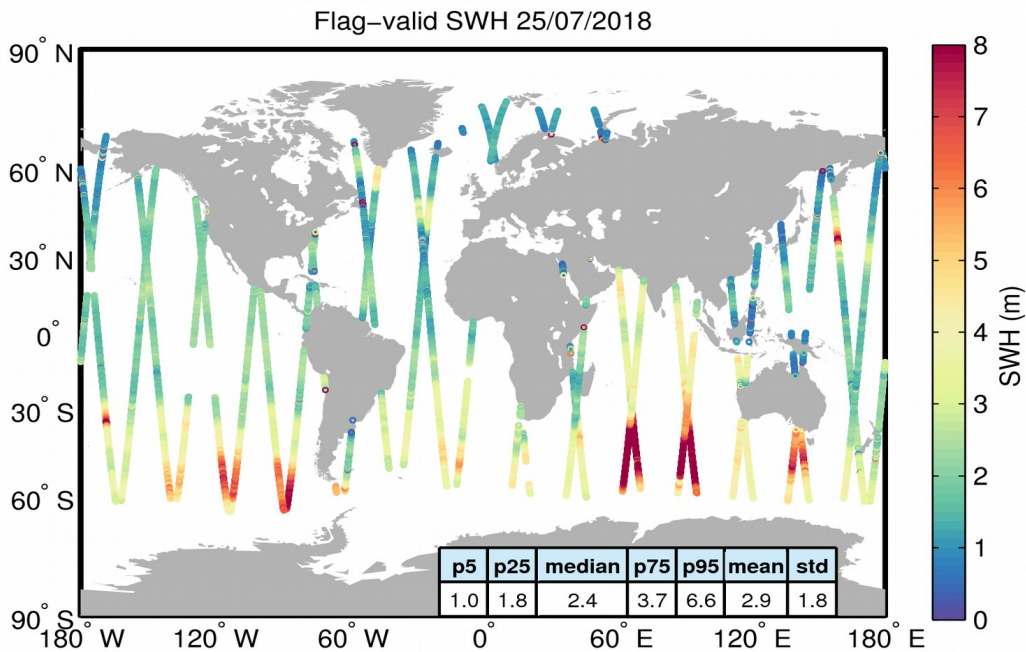 Flag−valid SWH 25/07/2018
90° N
60° N
30° N
0°
30° S
60° S
90° S
180° W
120° W
60° W
0°
60° E
120° E
180° E
p5 p25 median p75 p95 mean std
1.0 1.8 2.4 3.7 6.6 2.9 1.8
8
7
6
5
4
3
2
1
0
SWH (m)